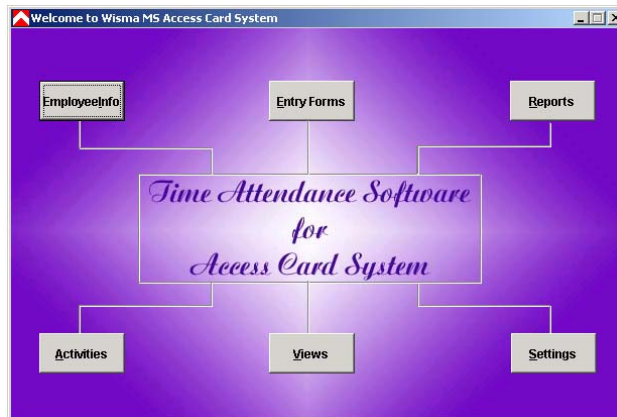 Welcome to Wisma MS Access Card System
EmployeeInfo
Entry Forms
Reports
Time Attendance Software
for
Access Card System
Activities
Views
Settings